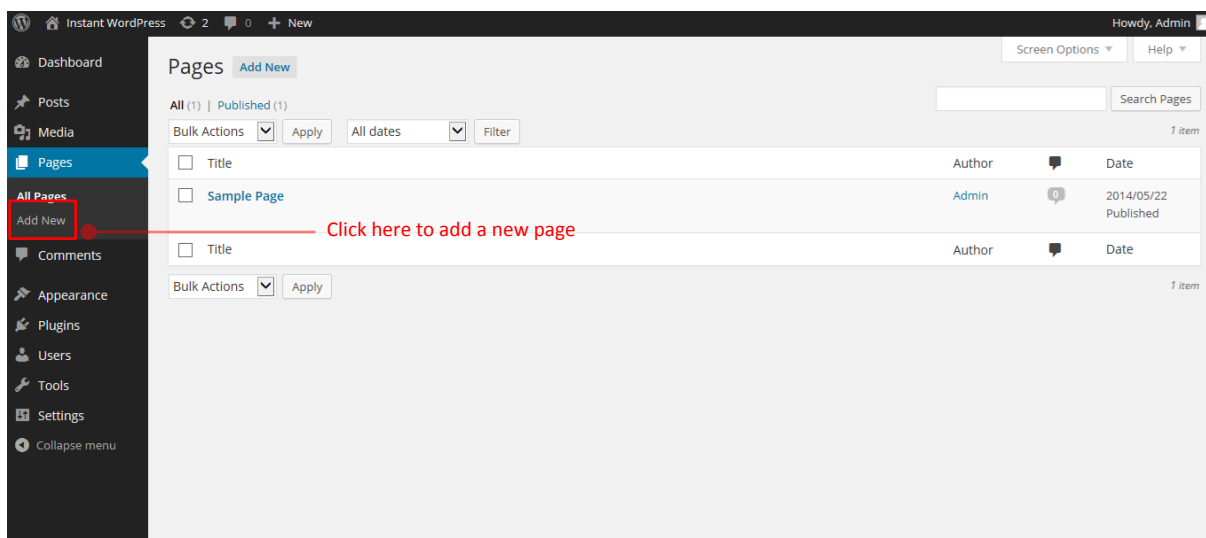 Instant WordPress 2 0 + New Howdy, Admin
Screen Options Help
Dashboard
Posts
Media
Pages
All Pages
Add New
Comments
Appearance
Plugins
Users
Tools
Settings
Collapse menu
Pages Add New
All (1) | Published (1)
Search Pages
Bulk Actions Apply All dates Filter 1 item
Title Author Date
Sample Page Admin 0 2014/05/22
Published
Click here to add a new page
Title Author Date
Bulk Actions Apply 1 item